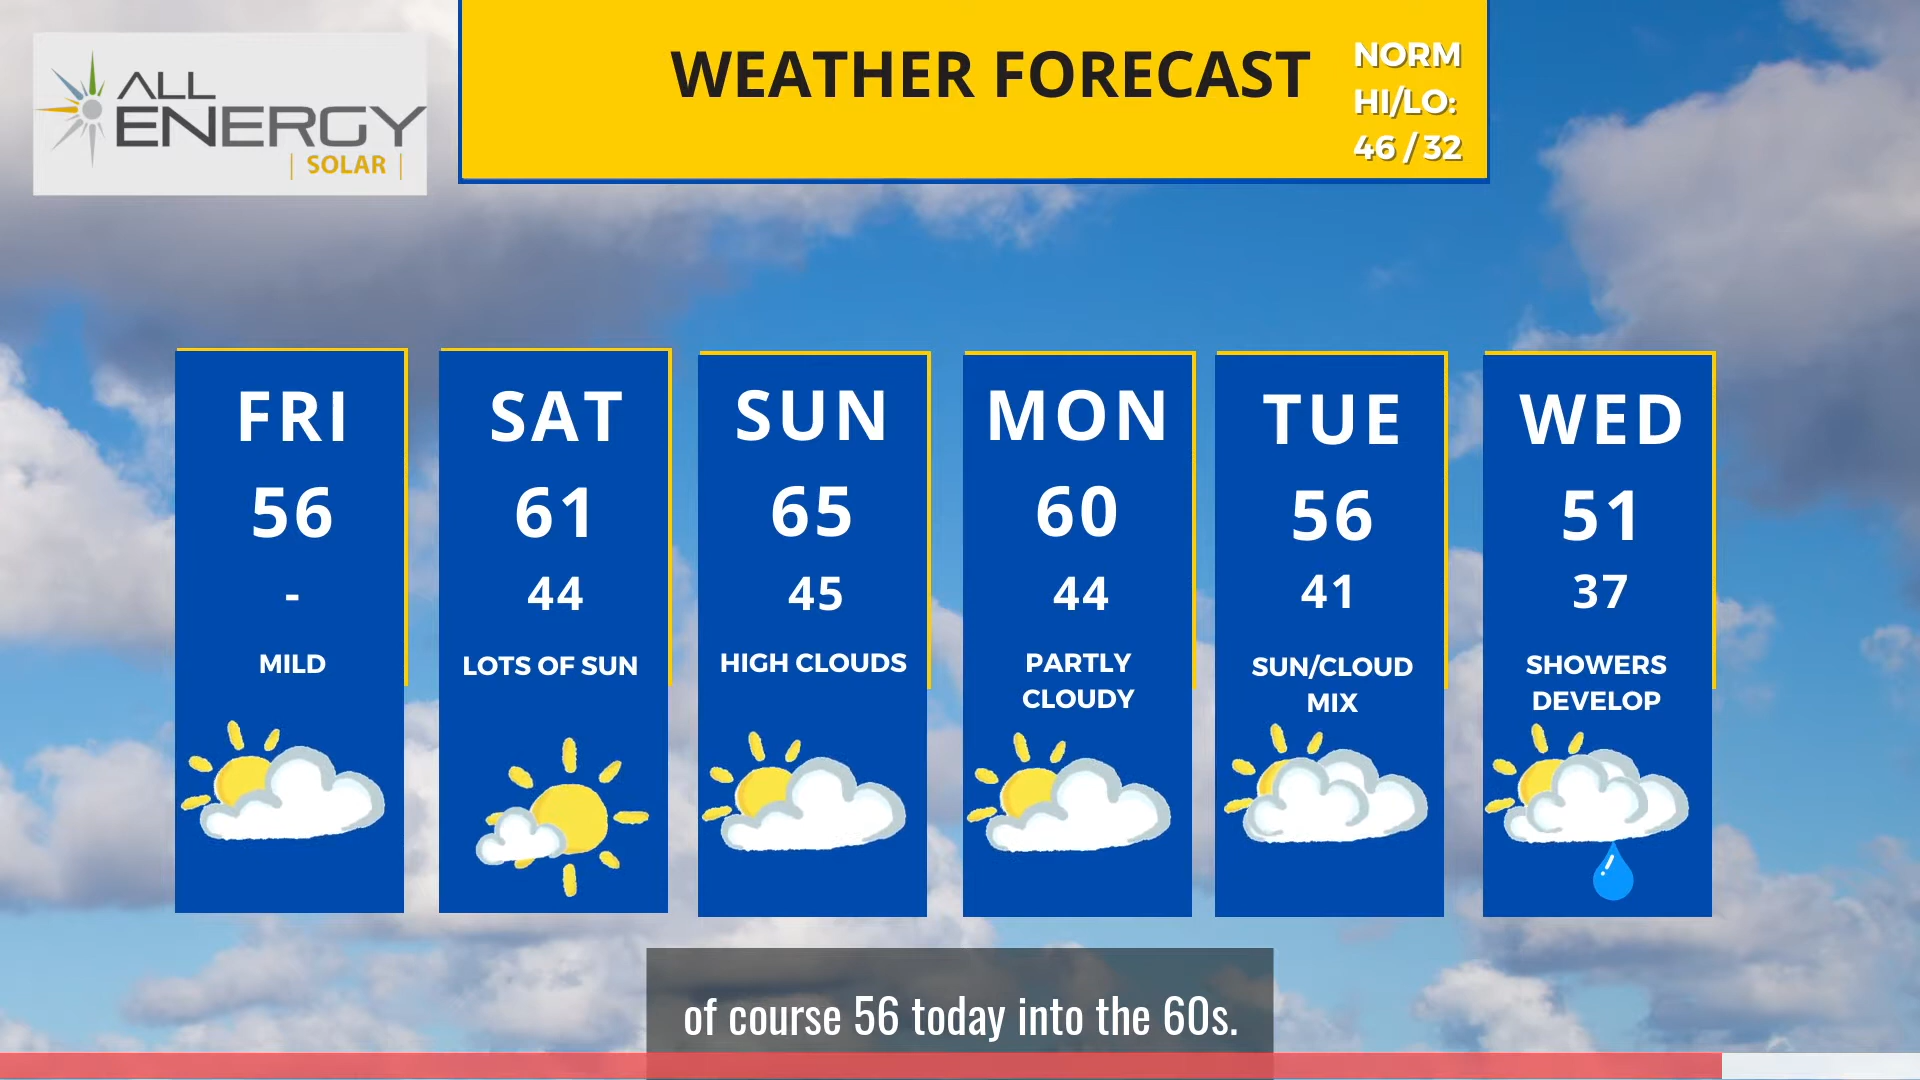 ALL
ENERGY
| SOLAR |
WEATHER FORECAST
NORM
HI/LO:
46 / 32
FRI
56
-
MILD
SAT
61
44
LOTS OF SUN
SUN
65
45
HIGH CLOUDS
MON
60
44
PARTLY
CLOUDY
TUE
56
41
SUN/CLOUD
MIX
WED
51
37
SHOWERS
DEVELOP
of course 56 today into the 60s.